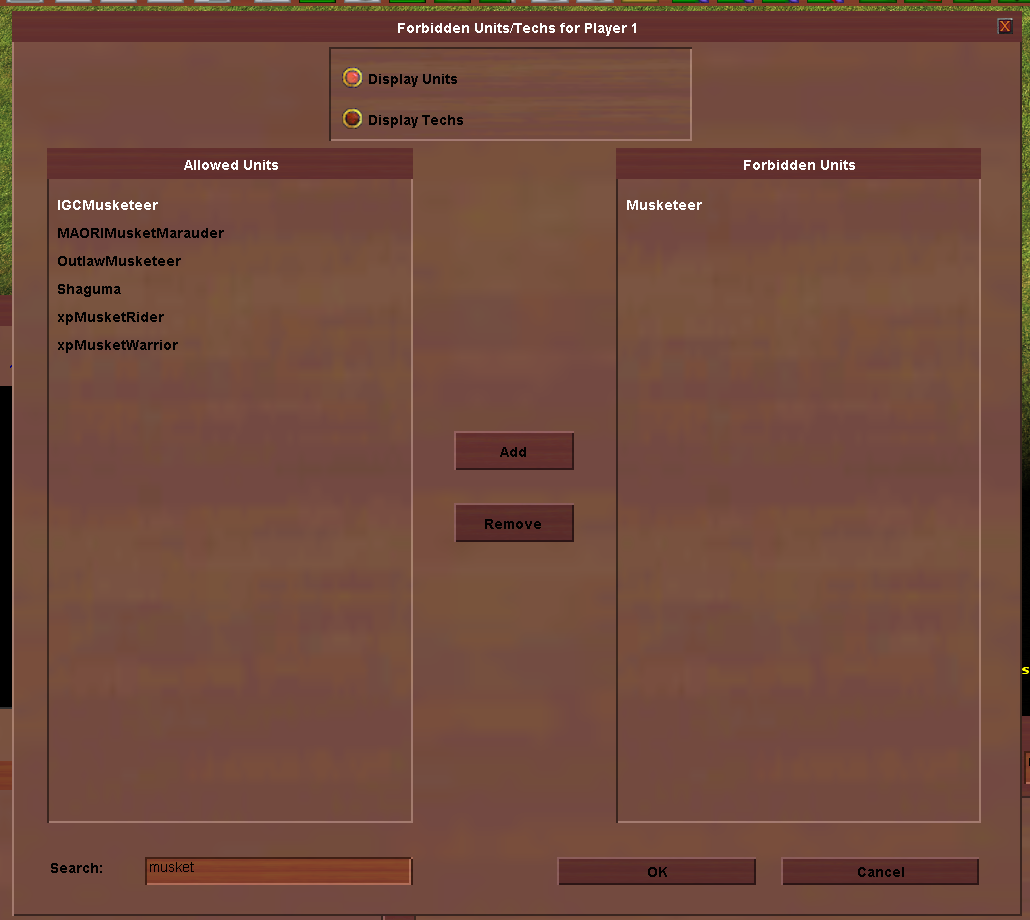 Forbidden Units/Techs for Player 1
X
Display Units
Display Techs
Allowed Units
IGCMusketeer
MAORIMusketMarauder
OutlawMusketeer
Shaguma
xpMusketRider
xpMusketWarrior
Forbidden Units
Musketeer
Add
Remove
Search:
musket
OK
Cancel
s